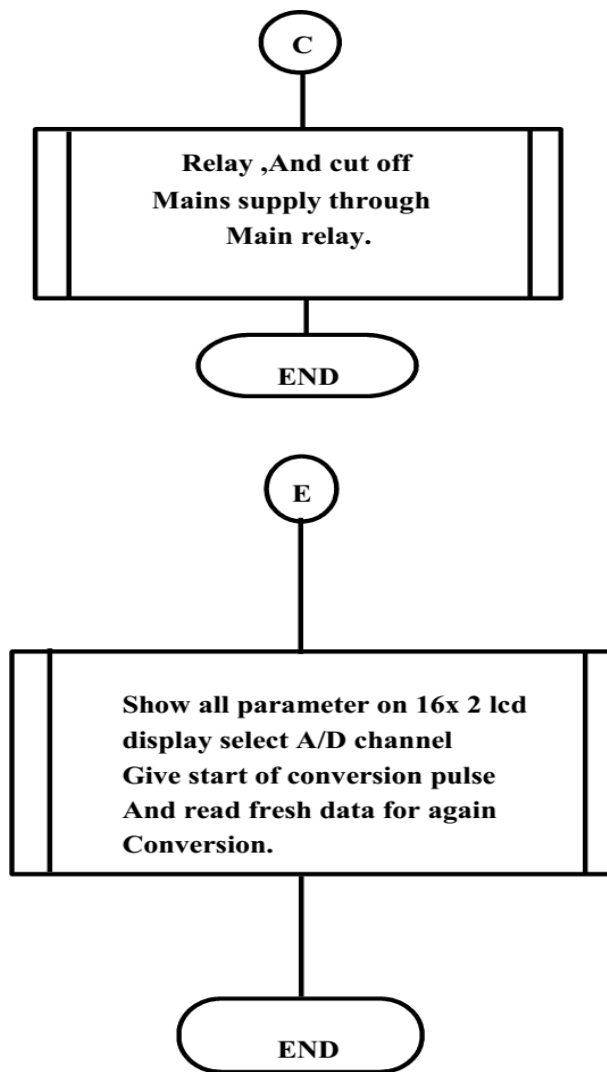 C
Relay ,And cut off
Mains supply through
Main relay.
END
E
Show all parameter on 16x 2 lcd
display select A/D channel
Give start of conversion pulse
And read fresh data for again
Conversion.
END